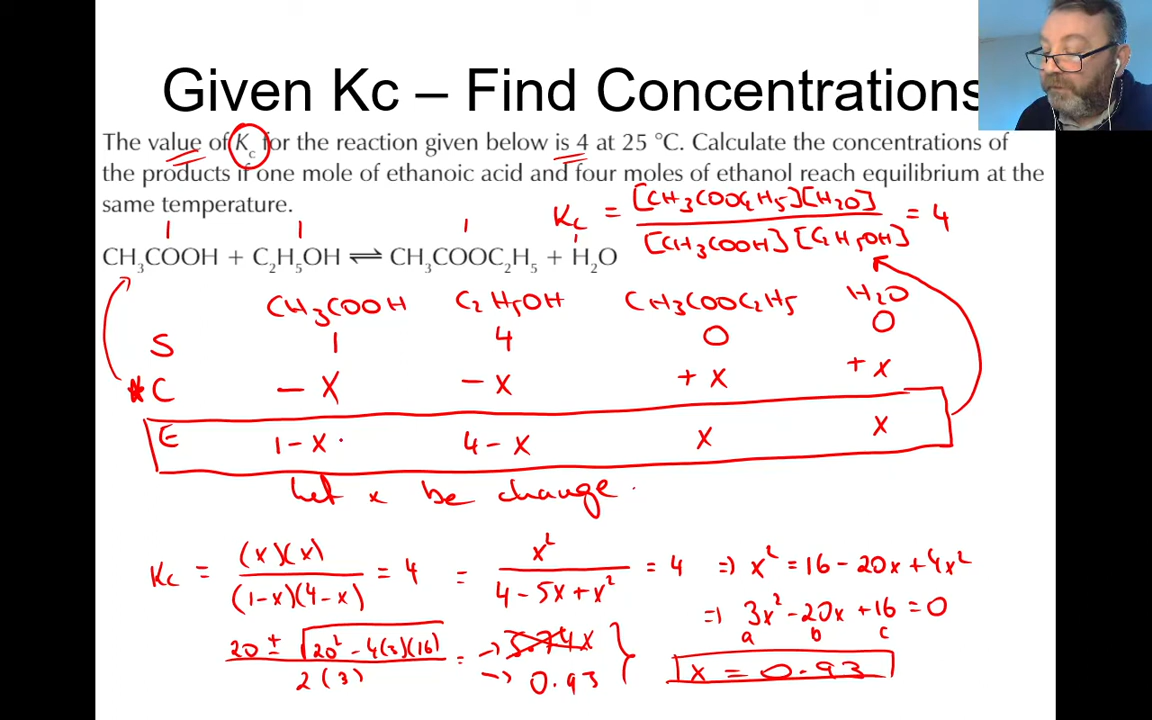 Given Kc – Find Concentrations
The value of Kc for the reaction given below is 4 at 25 °C. Calculate the concentrations of
the products if one mole of ethanoic acid and four moles of ethanol reach equilibrium at the
same temperature.
Kc = [CH3COOC2H5][H2O] / [CH3COOH][C2H5OH] = 4
1 1 1 1
CH3COOH + C2H5OH ⇌ CH3COOC2H5 + H2O
CH3COOH C2H5OH CH3COOC2H5 H2O
S 1 4 0 0
* C - x - x + x + x
E 1 - x 4 - x x x
Let x be change.
Kc = (x)(x) / (1-x)(4-x) = 4 = x² / 4 - 5x + x² = 4 => x² = 16 - 20x + 4x²
=> 3x² - 20x + 16 = 0
a b c
20 ± √20² - 4(3)(16) / 2(3) = -> 5.74 x
-> 0.93
x = 0.93